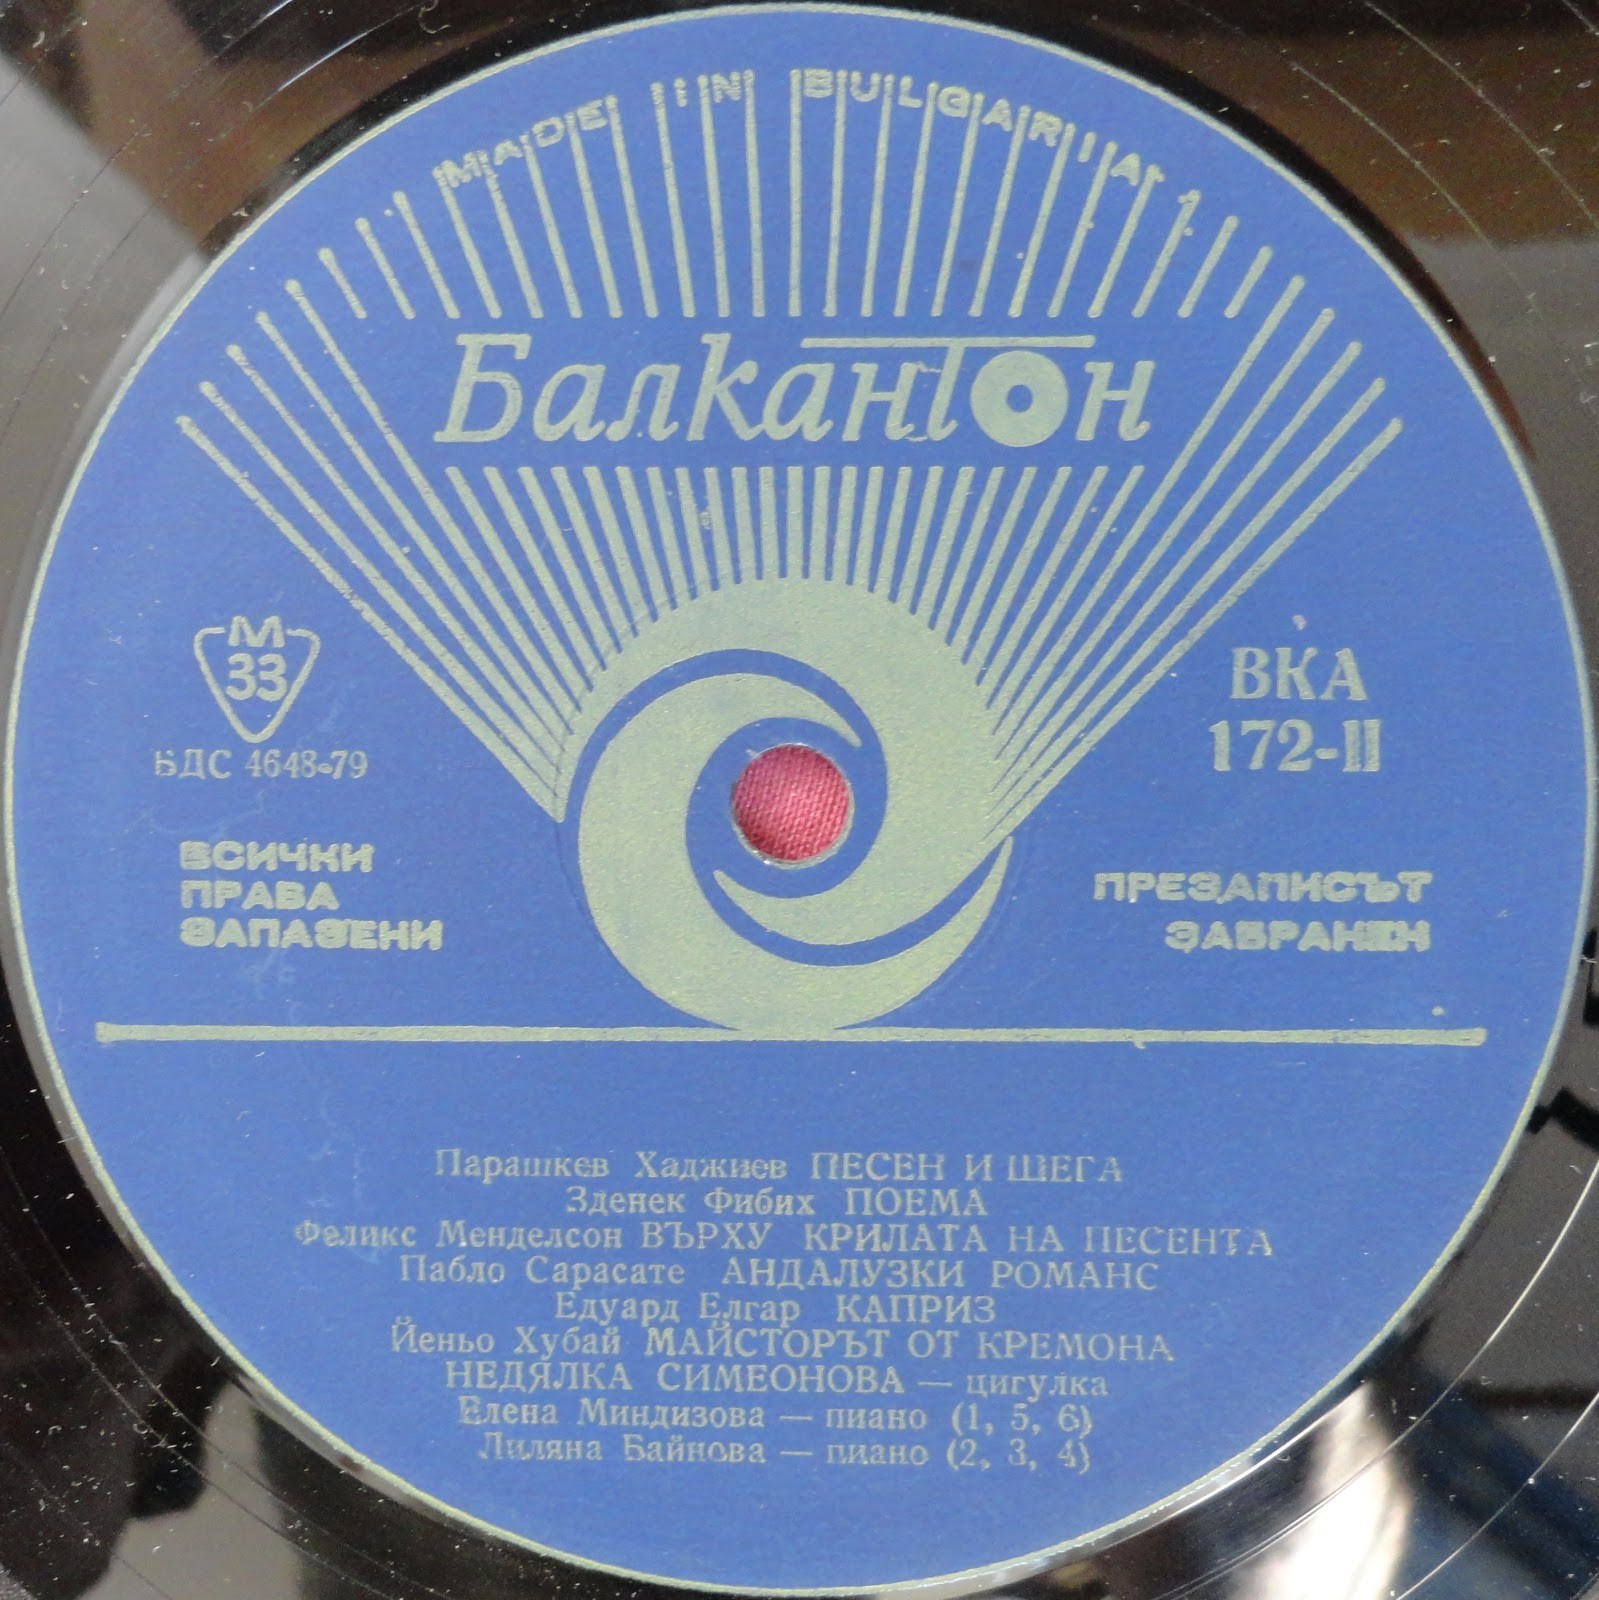 MADE IN BULGARIA
Балкантон
М
33
БДС 4648-79
ВКА
172-II
ВСИЧКИ
ПРАВА
ЗАПАЗЕНИ
ПРЕЗАПИСЪТ
ЗАБРАНЕН
Парашкев Хаджиев ПЕСЕН И ШЕГА
Зденек Фибих ПОЕМА
Феликс Менделсон ВЪРХУ КРИЛАТА НА ПЕСЕНТА
Пабло Сарасате АНДАЛУЗКИ РОМАНС
Едуард Елгар КАПРИЗ
Йеньо Хубай МАЙСТОРЪТ ОТ КРЕМОНА
НЕДЯЛКА СИМЕОНОВА — цигулка
Елена Миндизова — пиано (1, 5, 6)
Лиляна Байнова — пиано (2, 3, 4)